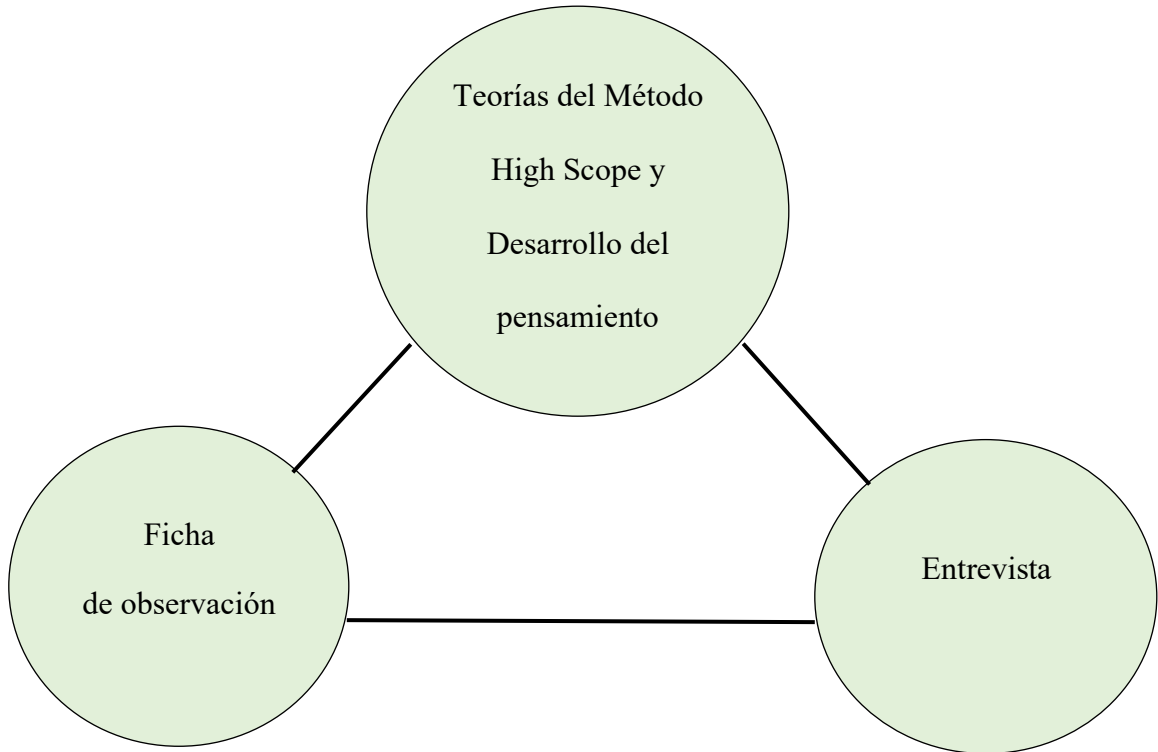 Teorías del Método
High Scope y
Desarrollo del
pensamiento
Ficha
de observación
Entrevista